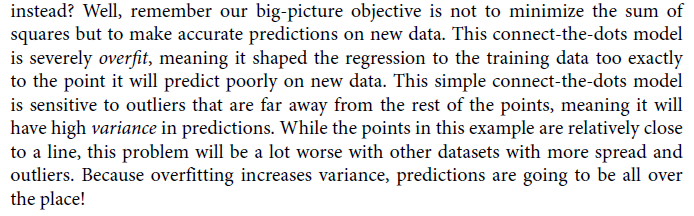 instead? Well, remember our big-picture objective is not to minimize the sum of
squares but to make accurate predictions on new data. This connect-the-dots model
is severely overfit, meaning it shaped the regression to the training data too exactly
to the point it will predict poorly on new data. This simple connect-the-dots model
is sensitive to outliers that are far away from the rest of the points, meaning it will
have high variance in predictions. While the points in this example are relatively close
to a line, this problem will be a lot worse with other datasets with more spread and
outliers. Because overfitting increases variance, predictions are going to be all over
the place!